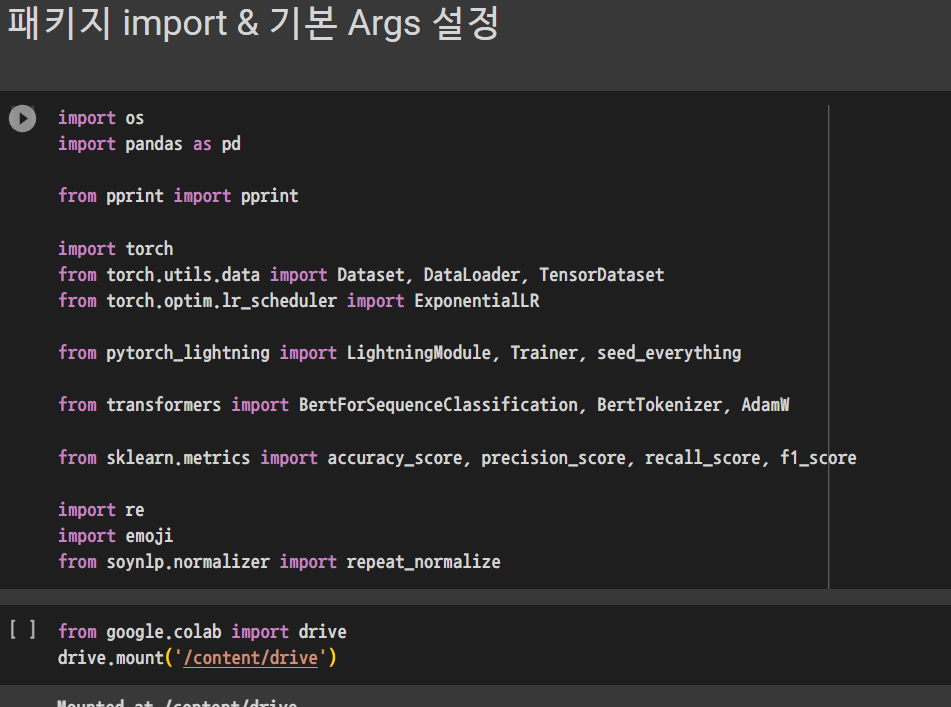 패키지 import & 기본 Args 설정
import os
import pandas as pd
from pprint import pprint
import torch
from torch.utils.data import Dataset, DataLoader, TensorDataset
from torch.optim.lr_scheduler import ExponentialLR
from pytorch_lightning import LightningModule, Trainer, seed_everything
from transformers import BertForSequenceClassification, BertTokenizer, AdamW
from sklearn.metrics import accuracy_score, precision_score, recall_score, f1_score
import re
import emoji
from soynlp.normalizer import repeat_normalize
[ ] from google.colab import drive
drive.mount('/content/drive')
Mounted at /content/drive